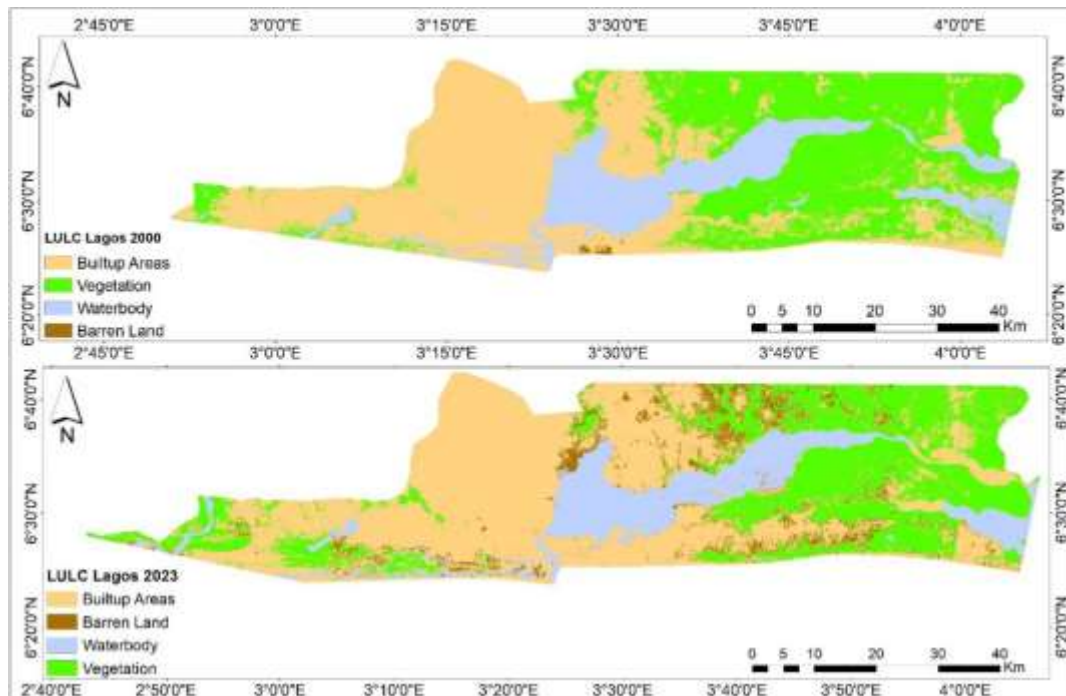 2°45'0"E 3°0'0"E 3°15'0"E 3°30'0"E 3°45'0"E 4°0'0"E
6°40'0"N 6°40'0"N
N
6°30'0"N 6°30'0"N
LULC Lagos 2000
Builtup Areas
Vegetation
Waterbody
Barren Land
6°20'0"N 6°20'0"N
0 5 10 20 30 40
Km
2°45'0"E 3°0'0"E 3°15'0"E 3°30'0"E 3°45'0"E 4°0'0"E
6°40'0"N 6°40'0"N
N
6°30'0"N 6°30'0"N
LULC Lagos 2023
Builtup Areas
Barren Land
Waterbody
Vegetation
6°20'0"N 6°20'0"N
0 5 10 20 30 40
Km
2°40'0"E 2°50'0"E 3°0'0"E 3°10'0"E 3°20'0"E 3°30'0"E 3°40'0"E 3°50'0"E 4°0'0"E